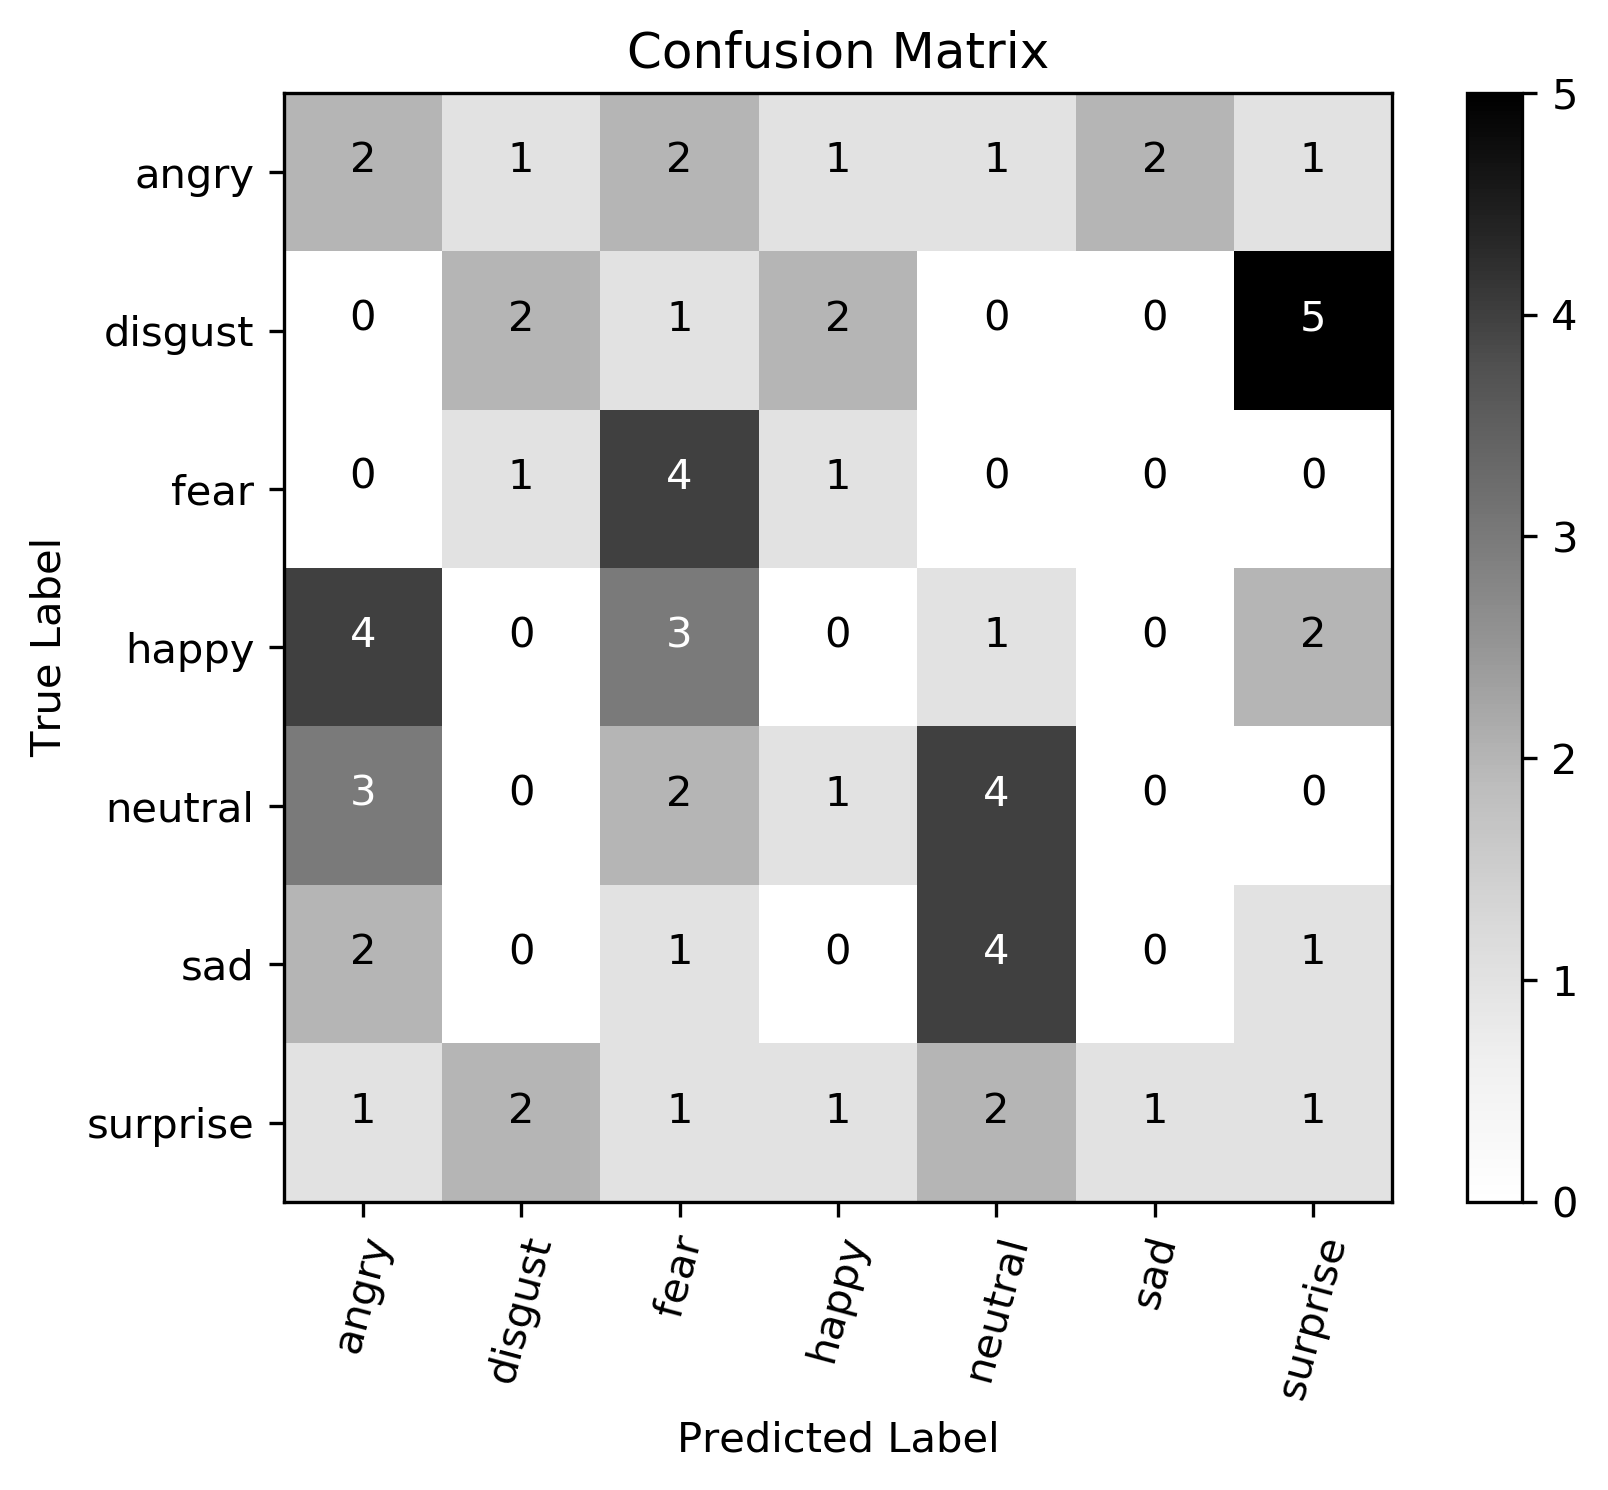 Confusion Matrix
angry 2 1 2 1 1 2 1
disgust 0 2 1 2 0 0 5
fear 0 1 4 1 0 0 0
happy 4 0 3 0 1 0 2
neutral 3 0 2 1 4 0 0
sad 2 0 1 0 4 0 1
surprise 1 2 1 1 2 1 1
angry disgust fear happy neutral sad surprise
True Label
Predicted Label
5
4
3
2
1
0